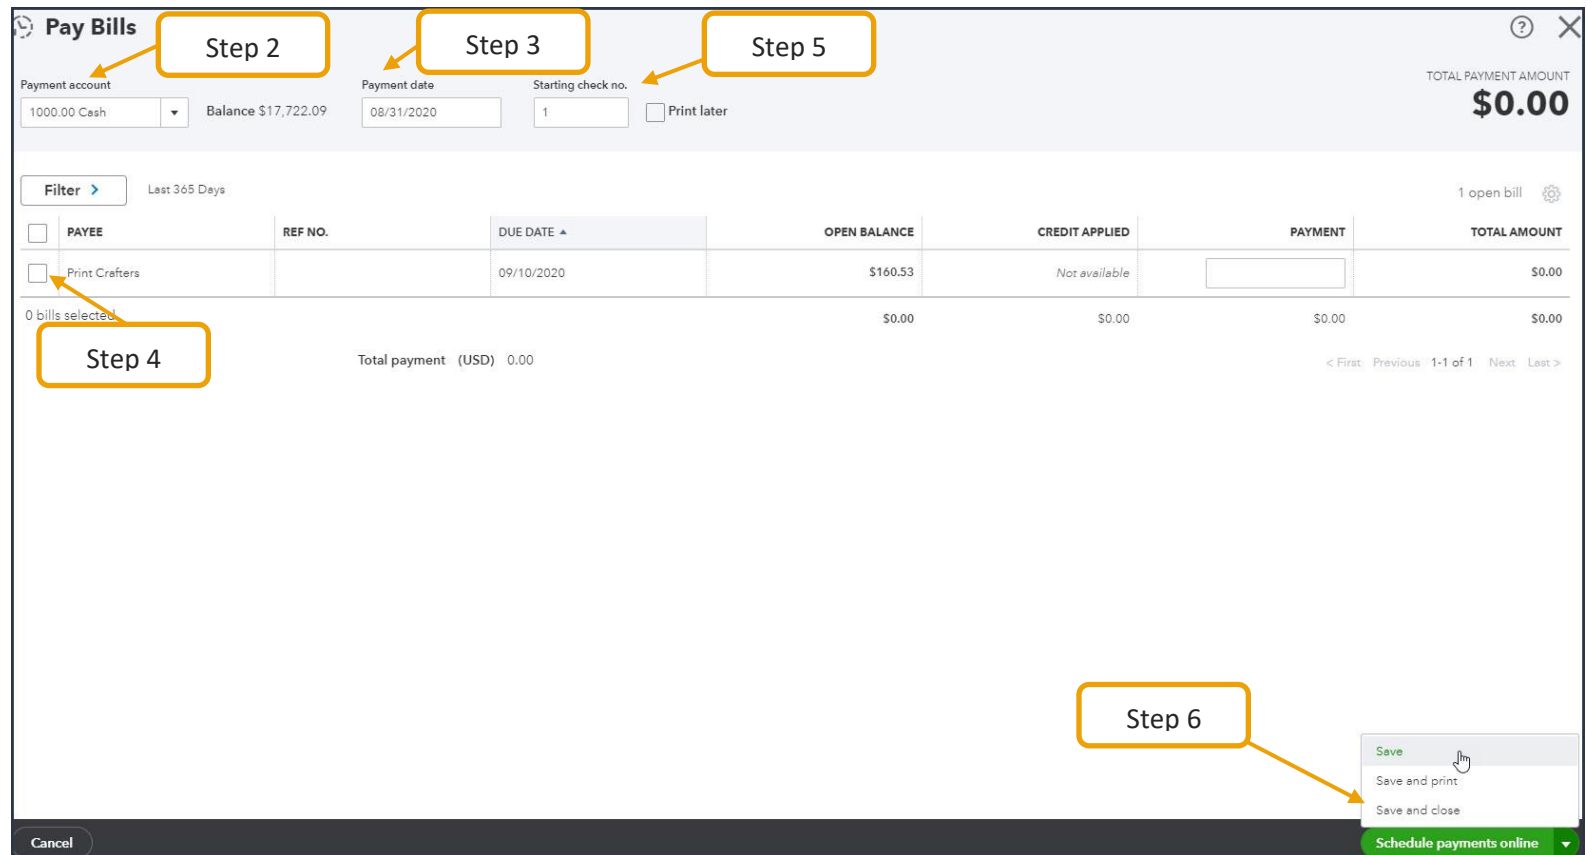 Pay Bills
Step 2
Step 3
Step 5
Payment account
Payment date
Starting check no.
TOTAL PAYMENT AMOUNT
1000.00 Cash
Balance $17,722.09
08/31/2020
1
Print later
$0.00
Filter >
Last 365 Days
1 open bill
PAYEE REF NO. DUE DATE OPEN BALANCE CREDIT APPLIED PAYMENT TOTAL AMOUNT
Print Crafters 09/10/2020 $160.53 Not available $0.00
0 bills selected $0.00 $0.00 $0.00 $0.00
Step 4
Total payment (USD) 0.00
< First Previous 1-1 of 1 Next Last >
Step 6
Save
Save and print
Save and close
Cancel
Schedule payments online